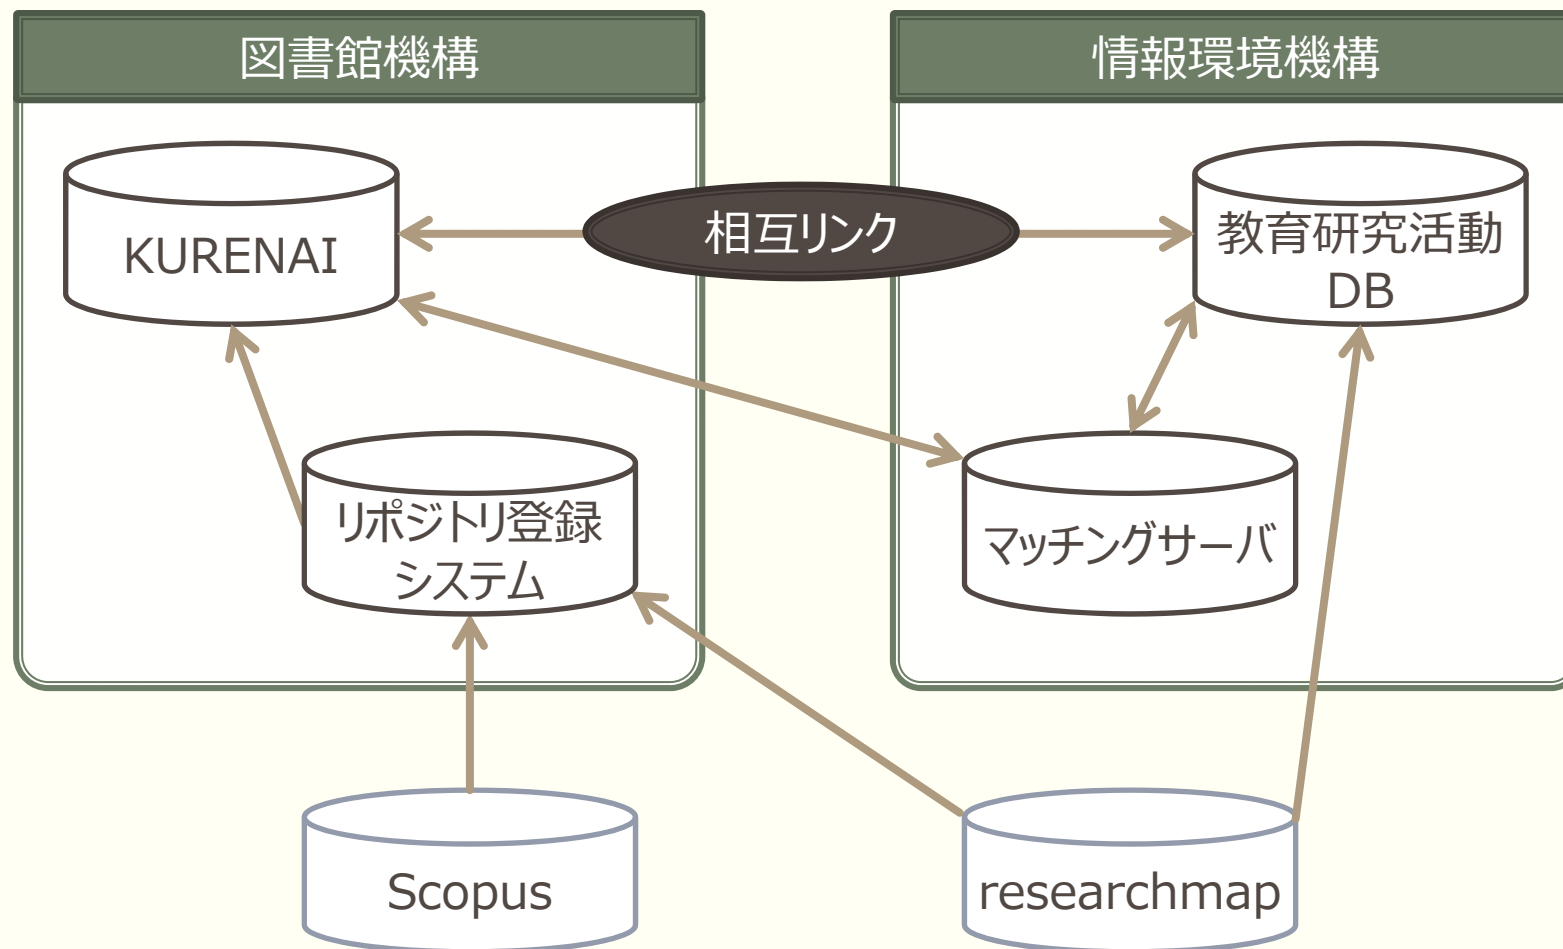 図書館機構
情報環境機構
KURENAI
相互リンク
教育研究活動
DB
リポジトリ登録
システム
マッチングサーバ
Scopus
researchmap